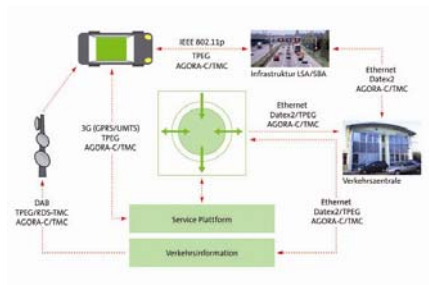 IEEE 802.11p
TPEG
AGORA-C/TMC
Infrastruktur LSA/SBA
Ethernet
Datex2
AGORA-C/TMC
3G (GPRS/UMTS)
TPEG
AGORA-C/TMC
Ethernet
Datex2/TPEG
AGORA-C/TMC
Verkehrszentrale
DAB
TPEG/RDS-TMC
AGORA-C/TMC
Ethernet
Datex2/TPEG
AGORA-C/TMC
Service Plattform
Verkehrsinformation